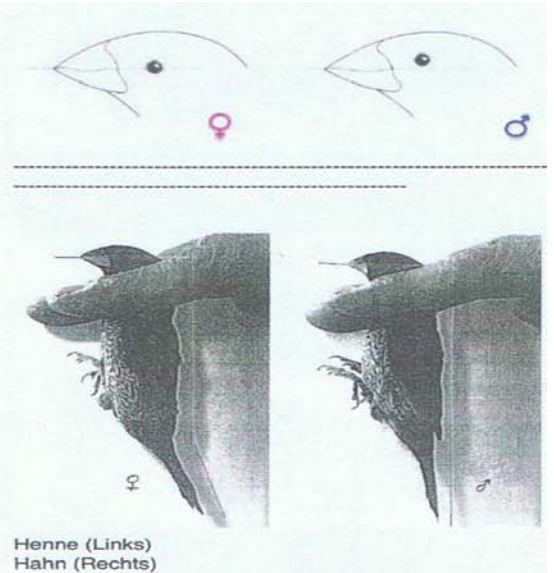 ♀ ♂
♀ ♂
Henne (Links)
Hahn (Rechts)